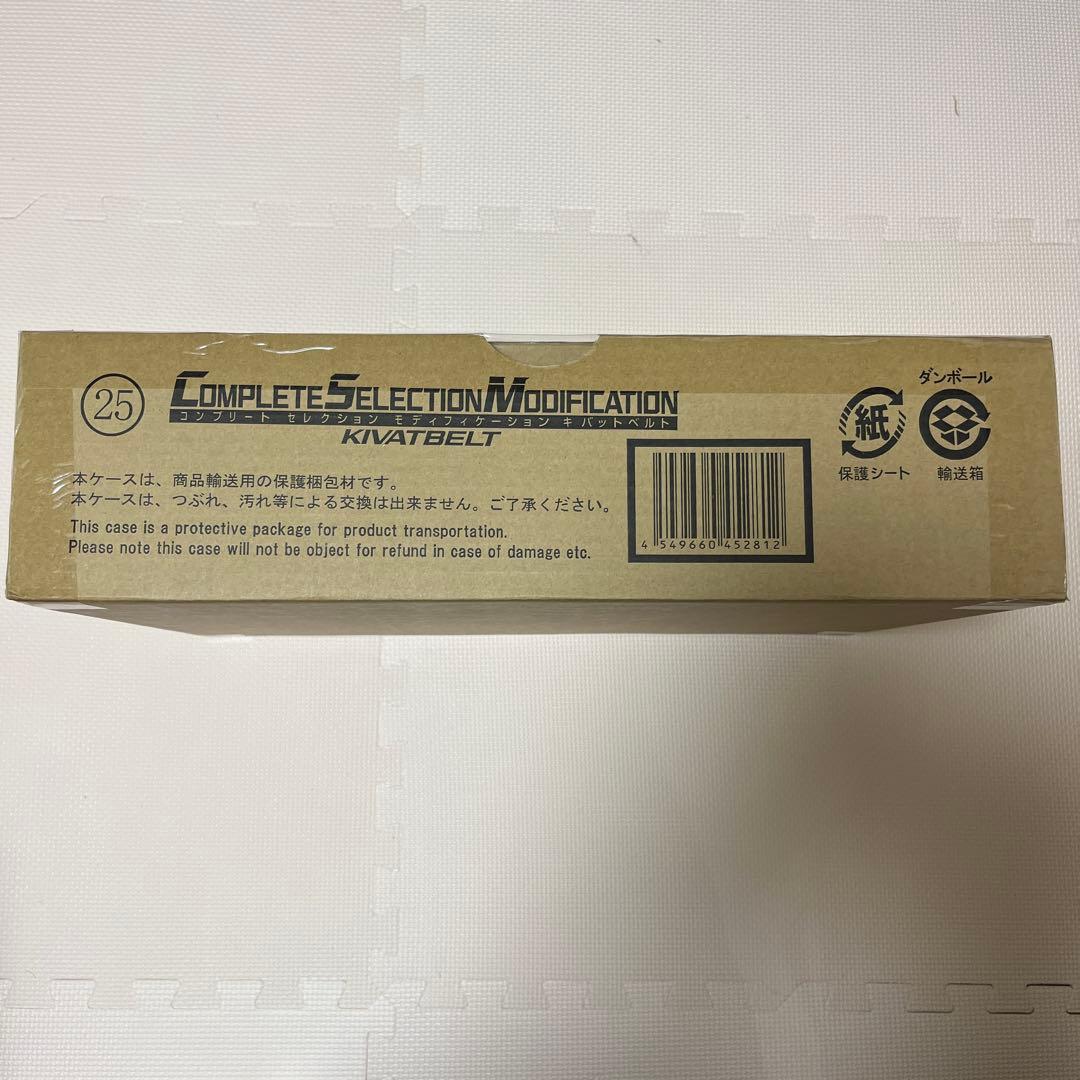 25
COMPLETE SELECTION MODIFICATION
コンプリート セレクション モディフィケーション キバットベルト
KIVATBELT
本ケースは、商品輸送用の保護梱包材です。
本ケースは、つぶれ、汚れ等による交換は出来ません。ご了承ください。
This case is a protective package for product transportation.
Please note this case will not be object for refund in case of damage etc.
4 549660 452812
紙
保護シート
ダンボール
輸送箱